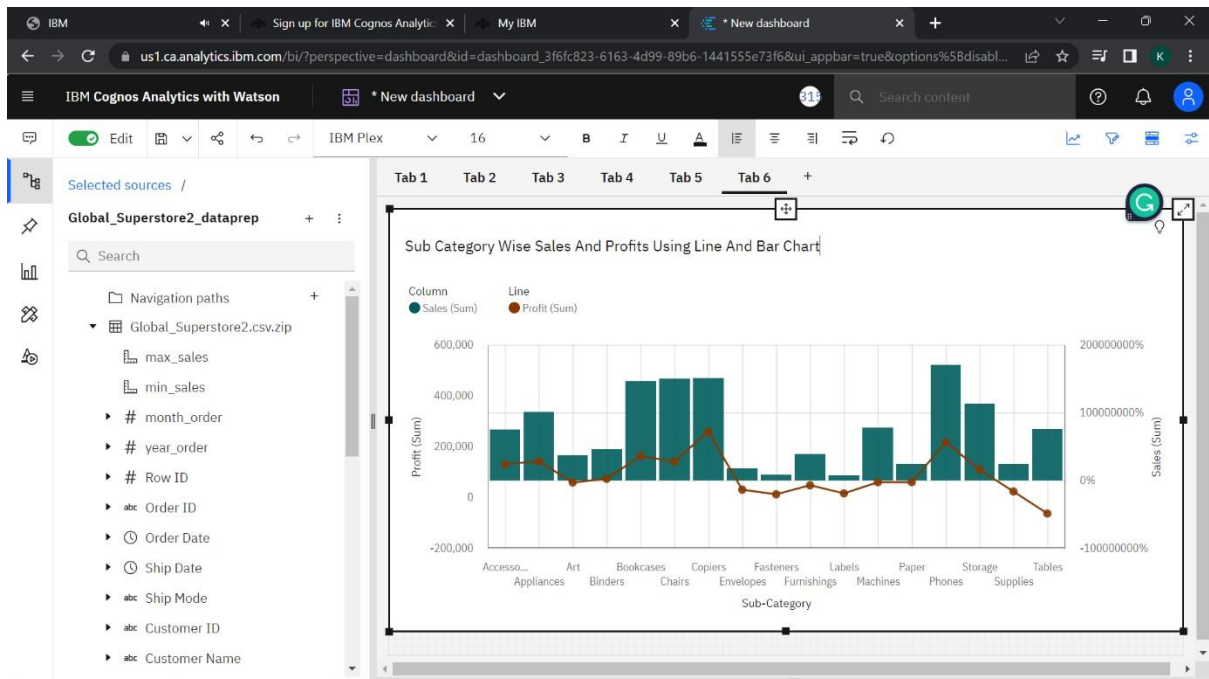 IBM
Sign up for IBM Cognos Analytic
My IBM
* New dashboard
us1.ca.analytics.ibm.com/bi/?perspective=dashboard&id=dashboard_3f6fc823-6163-4d99-89b6-1441555e73f6&ui_appbar=true&options%5Bdisabl...
K
IBM Cognos Analytics with Watson
* New dashboard
315
Search content
Edit
IBM Plex
16
B I U A
Selected sources /
Tab 1 Tab 2 Tab 3 Tab 4 Tab 5 Tab 6 +
Global_Superstore2_dataprep
Search
Navigation paths
Global_Superstore2.csv.zip
max_sales
min_sales
# month_order
# year_order
# Row ID
abc Order ID
Order Date
Ship Date
abc Ship Mode
abc Customer ID
abc Customer Name
Sub Category Wise Sales And Profits Using Line And Bar Chart
Column Line
Sales (Sum) Profit (Sum)
600,000
400,000
200,000
0
-200,000
Profit (Sum)
200000000%
100000000%
0%
-100000000%
Sales (Sum)
Accesso... Art Bookcases Copiers Fasteners Labels Paper Storage Tables
Appliances Binders Chairs Envelopes Furnishings Machines Phones Supplies
Sub-Category